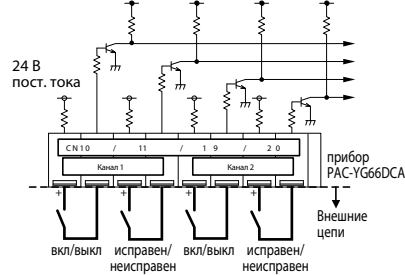 24 В
пост. тока
CN10 / 11 / 19 / 20
Канал 1
Канал 2
прибор
PAC-YG66DCA
+
+
+
+
Внешние
цепи
вкл/выкл
исправен/
неисправен
вкл/выкл
исправен/
неисправен